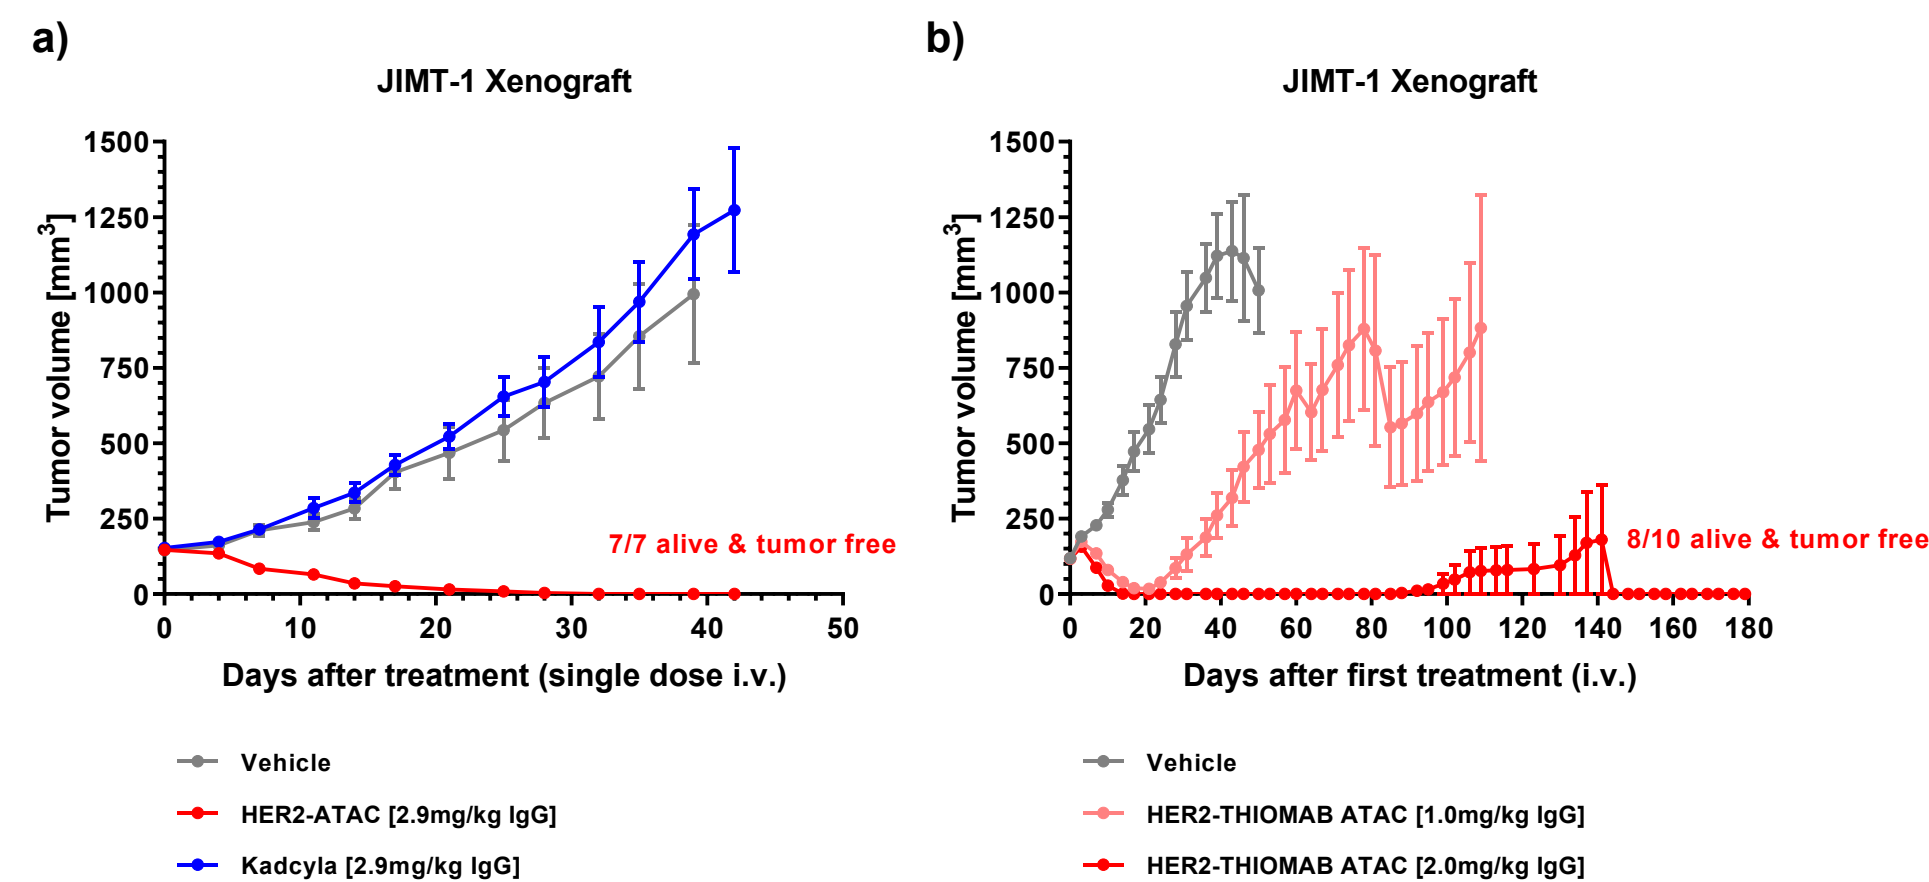 a)
JIMT-1 Xenograft
Tumor volume [mm³]
1500
1250
1000
750
500
250
0
7/7 alive & tumor free
0 10 20 30 40 50
Days after treatment (single dose i.v.)
Vehicle
HER2-ATAC [2.9mg/kg IgG]
Kadcyla [2.9mg/kg IgG]
b)
JIMT-1 Xenograft
Tumor volume [mm³]
1500
1250
1000
750
500
250
0
8/10 alive & tumor free
0 20 40 60 80 100 120 140 160 180
Days after first treatment (i.v.)
Vehicle
HER2-THIOMAB ATAC [1.0mg/kg IgG]
HER2-THIOMAB ATAC [2.0mg/kg IgG]